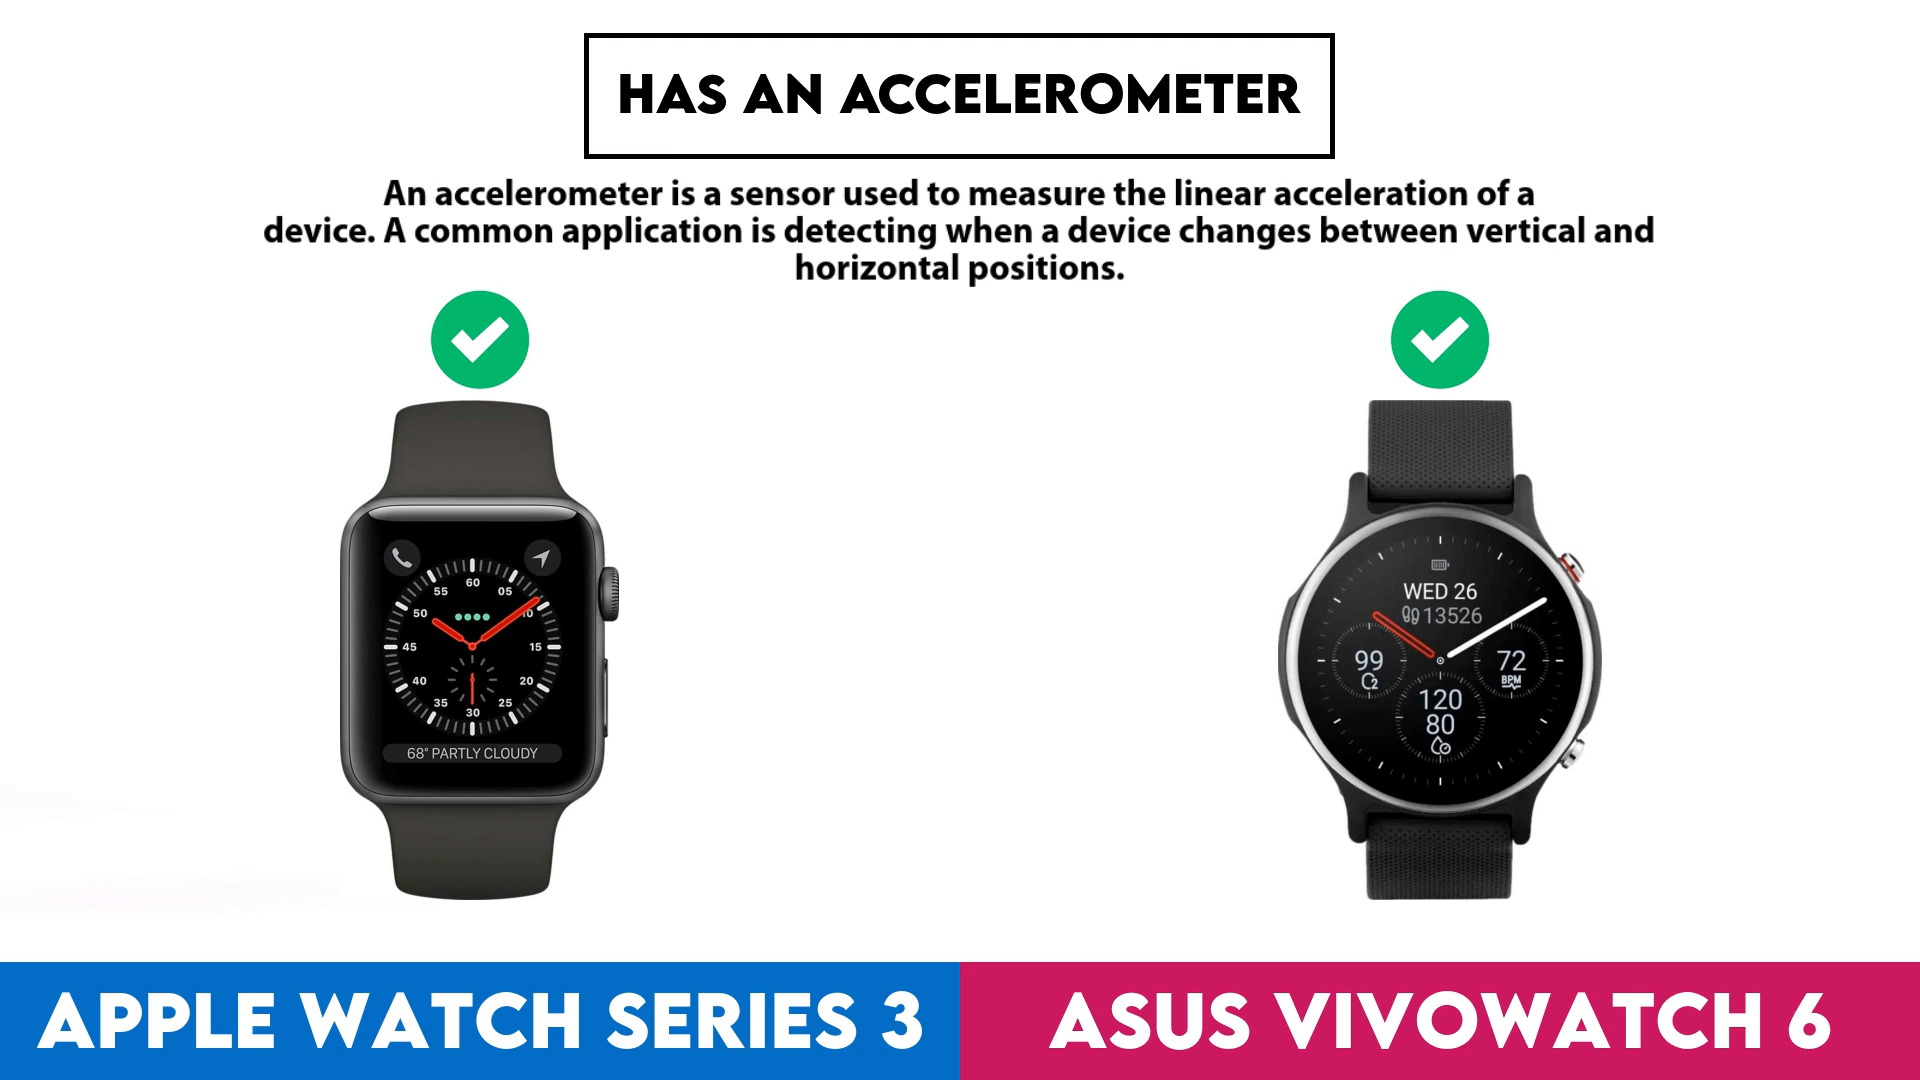 HAS AN ACCELEROMETER
An accelerometer is a sensor used to measure the linear acceleration of a
device. A common application is detecting when a device changes between vertical and
horizontal positions.
60
55 05
50 10
45 15
40 20
35 25
30
68° PARTLY CLOUDY
WED 26
13526
99 72
BPM
120
80
APPLE WATCH SERIES 3
ASUS VIVOWATCH 6